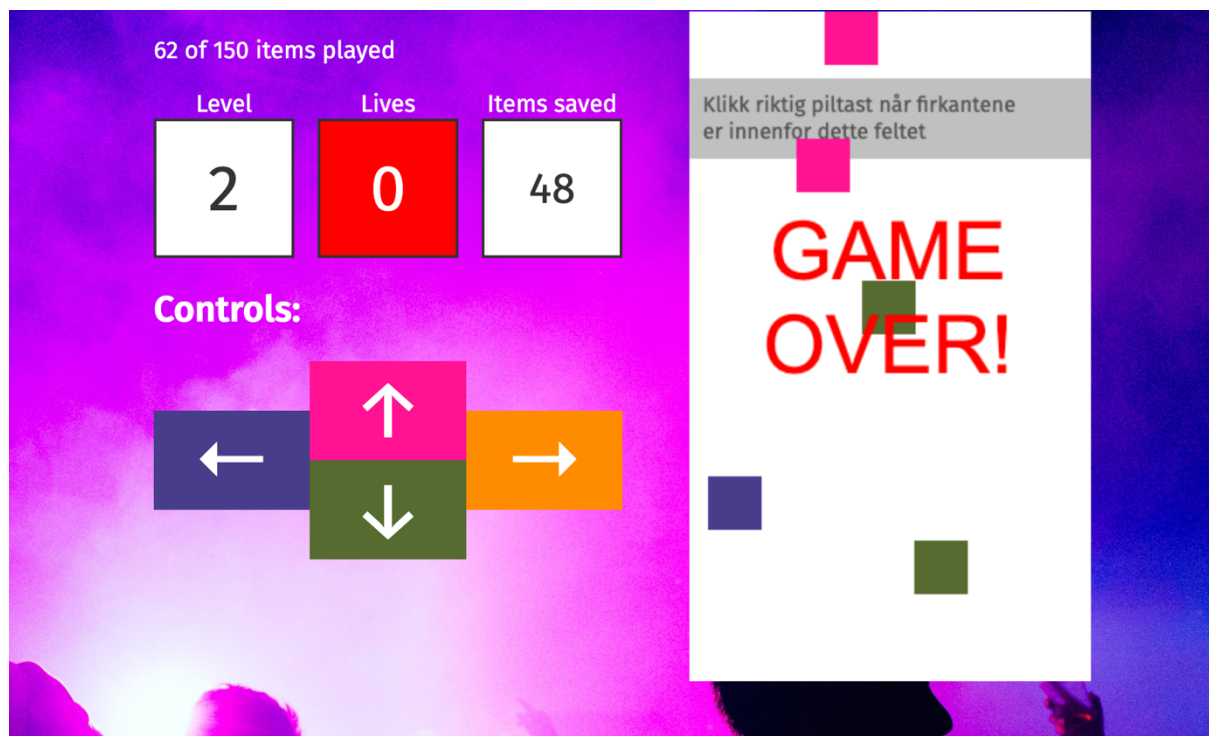 62 of 150 items played
Level
Lives
Items saved
2
0
48
Controls:
Klikk riktig piltast når firkantene
er innenfor dette feltet
GAME
OVER!